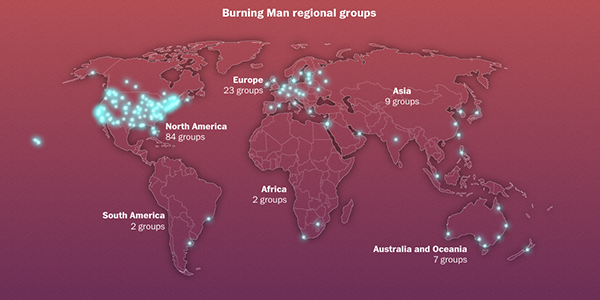 Burning Man regional groups
Europe
23 groups
Asia
9 groups
North America
84 groups
Africa
2 groups
South America
2 groups
Australia and Oceania
7 groups